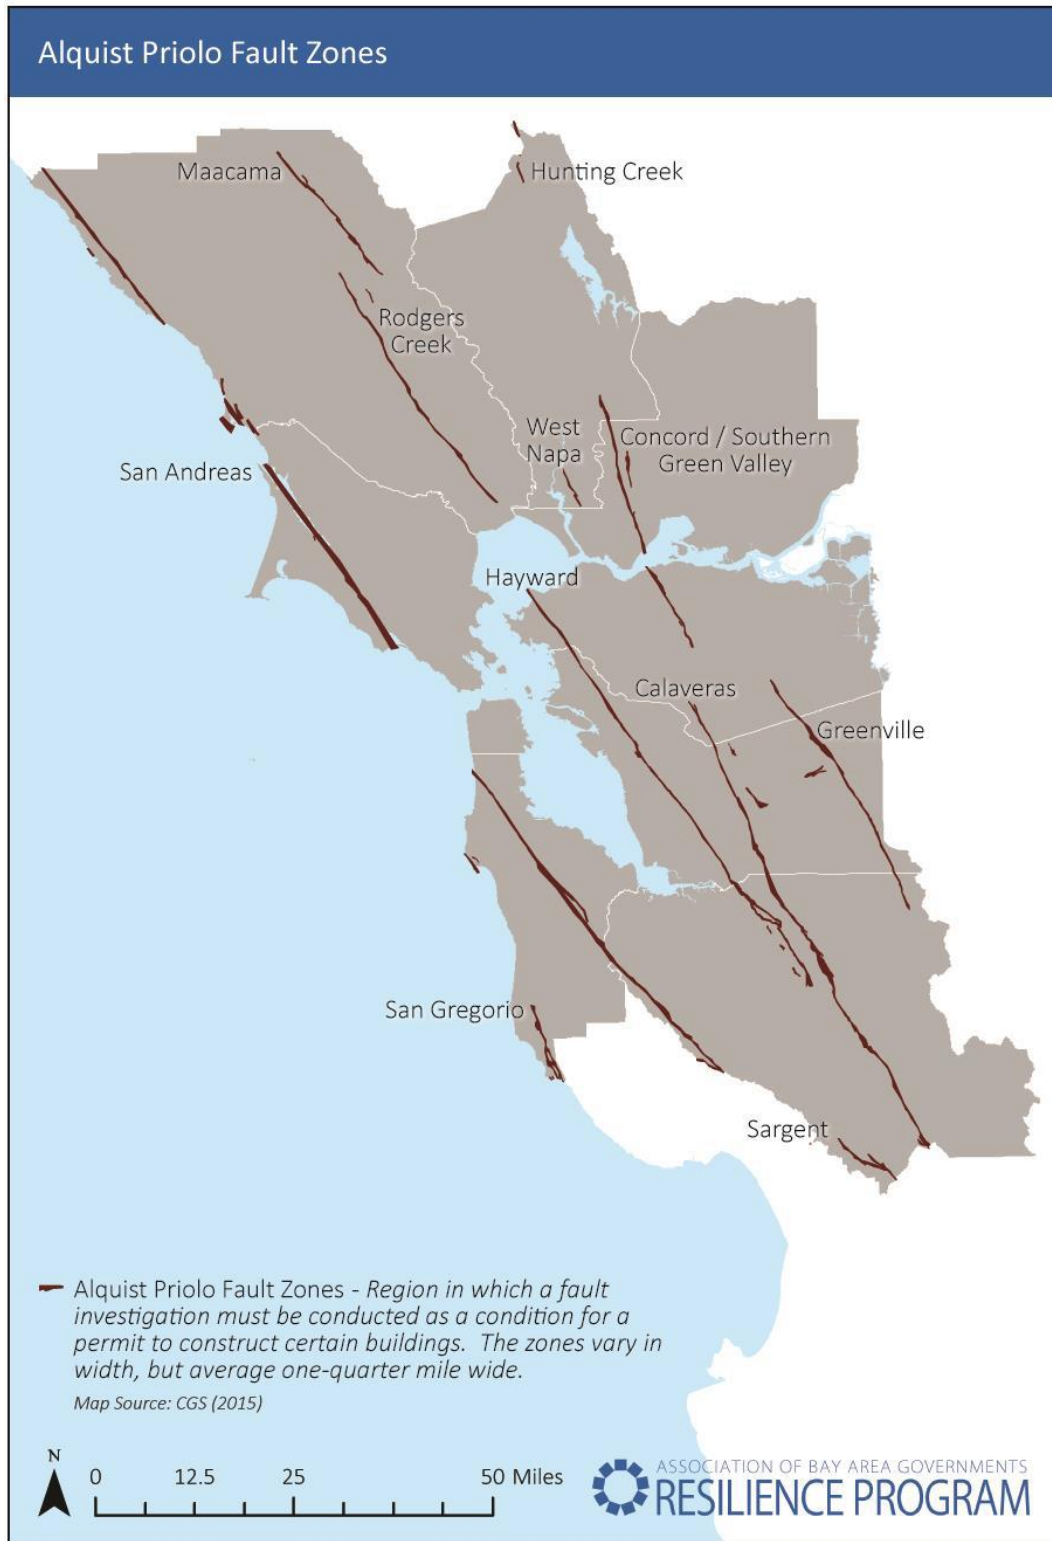 Alquist Priolo Fault Zones
Maacama
Hunting Creek
Rodgers
Creek
West
Napa
Concord / Southern
Green Valley
San Andreas
Hayward
Calaveras
Greenville
San Gregorio
Sargent
Alquist Priolo Fault Zones - Region in which a fault
investigation must be conducted as a condition for a
permit to construct certain buildings. The zones vary in
width, but average one-quarter mile wide.
Map Source: CGS (2015)
N
0 12.5 25 50 Miles
ASSOCIATION OF BAY AREA GOVERNMENTS
RESILIENCE PROGRAM